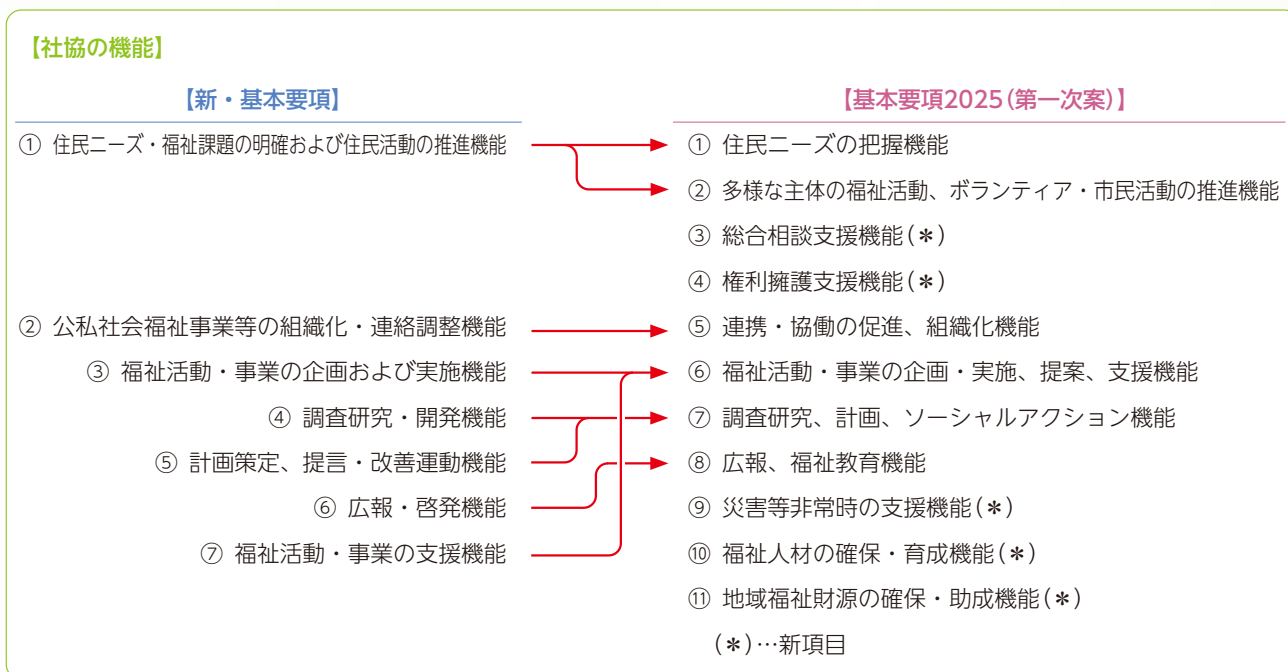 【社協の機能】
【新・基本要項】
【基本要項2025(第一次案)】
① 住民ニーズ・福祉課題の明確および住民活動の推進機能
① 住民ニーズの把握機能
② 多様な主体の福祉活動、ボランティア・市民活動の推進機能
③ 総合相談支援機能(＊)
④ 権利擁護支援機能(＊)
② 公私社会福祉事業等の組織化・連絡調整機能
⑤ 連携・協働の促進、組織化機能
③ 福祉活動・事業の企画および実施機能
⑥ 福祉活動・事業の企画・実施、提案、支援機能
④ 調査研究・開発機能
⑦ 調査研究、計画、ソーシャルアクション機能
⑤ 計画策定、提言・改善運動機能
⑧ 広報、福祉教育機能
⑥ 広報・啓発機能
⑨ 災害等非常時の支援機能(＊)
⑦ 福祉活動・事業の支援機能
⑩ 福祉人材の確保・育成機能(＊)
⑪ 地域福祉財源の確保・助成機能(＊)
(＊)…新項目